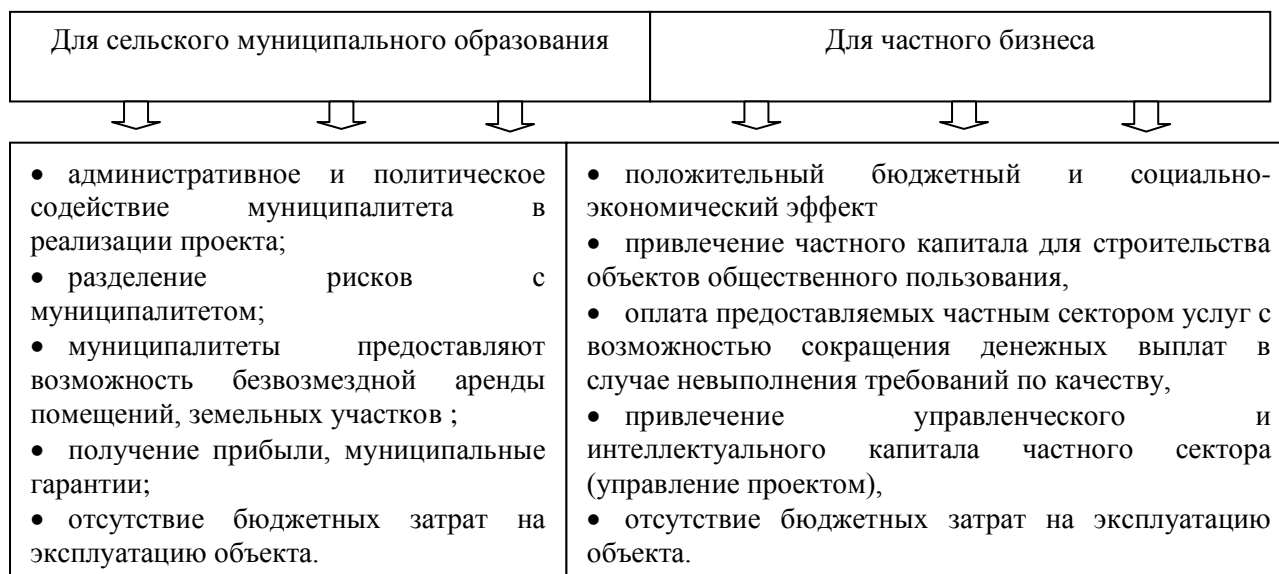 Для сельского муниципального образования
Для частного бизнеса
• административное и политическое
содействие муниципалитета в
реализации проекта;
• разделение рисков с
муниципалитетом;
• муниципалитеты предоставляют
возможность безвозмездной аренды
помещений, земельных участков ;
• получение прибыли, муниципальные
гарантии;
• отсутствие бюджетных затрат на
эксплуатацию объекта.
• положительный бюджетный и социально-
экономический эффект
• привлечение частного капитала для строительства
объектов общественного пользования,
• оплата предоставляемых частным сектором услуг с
возможностью сокращения денежных выплат в
случае невыполнения требований по качеству,
• привлечение управленческого и
интеллектуального капитала частного сектора
(управление проектом),
• отсутствие бюджетных затрат на эксплуатацию
объекта.